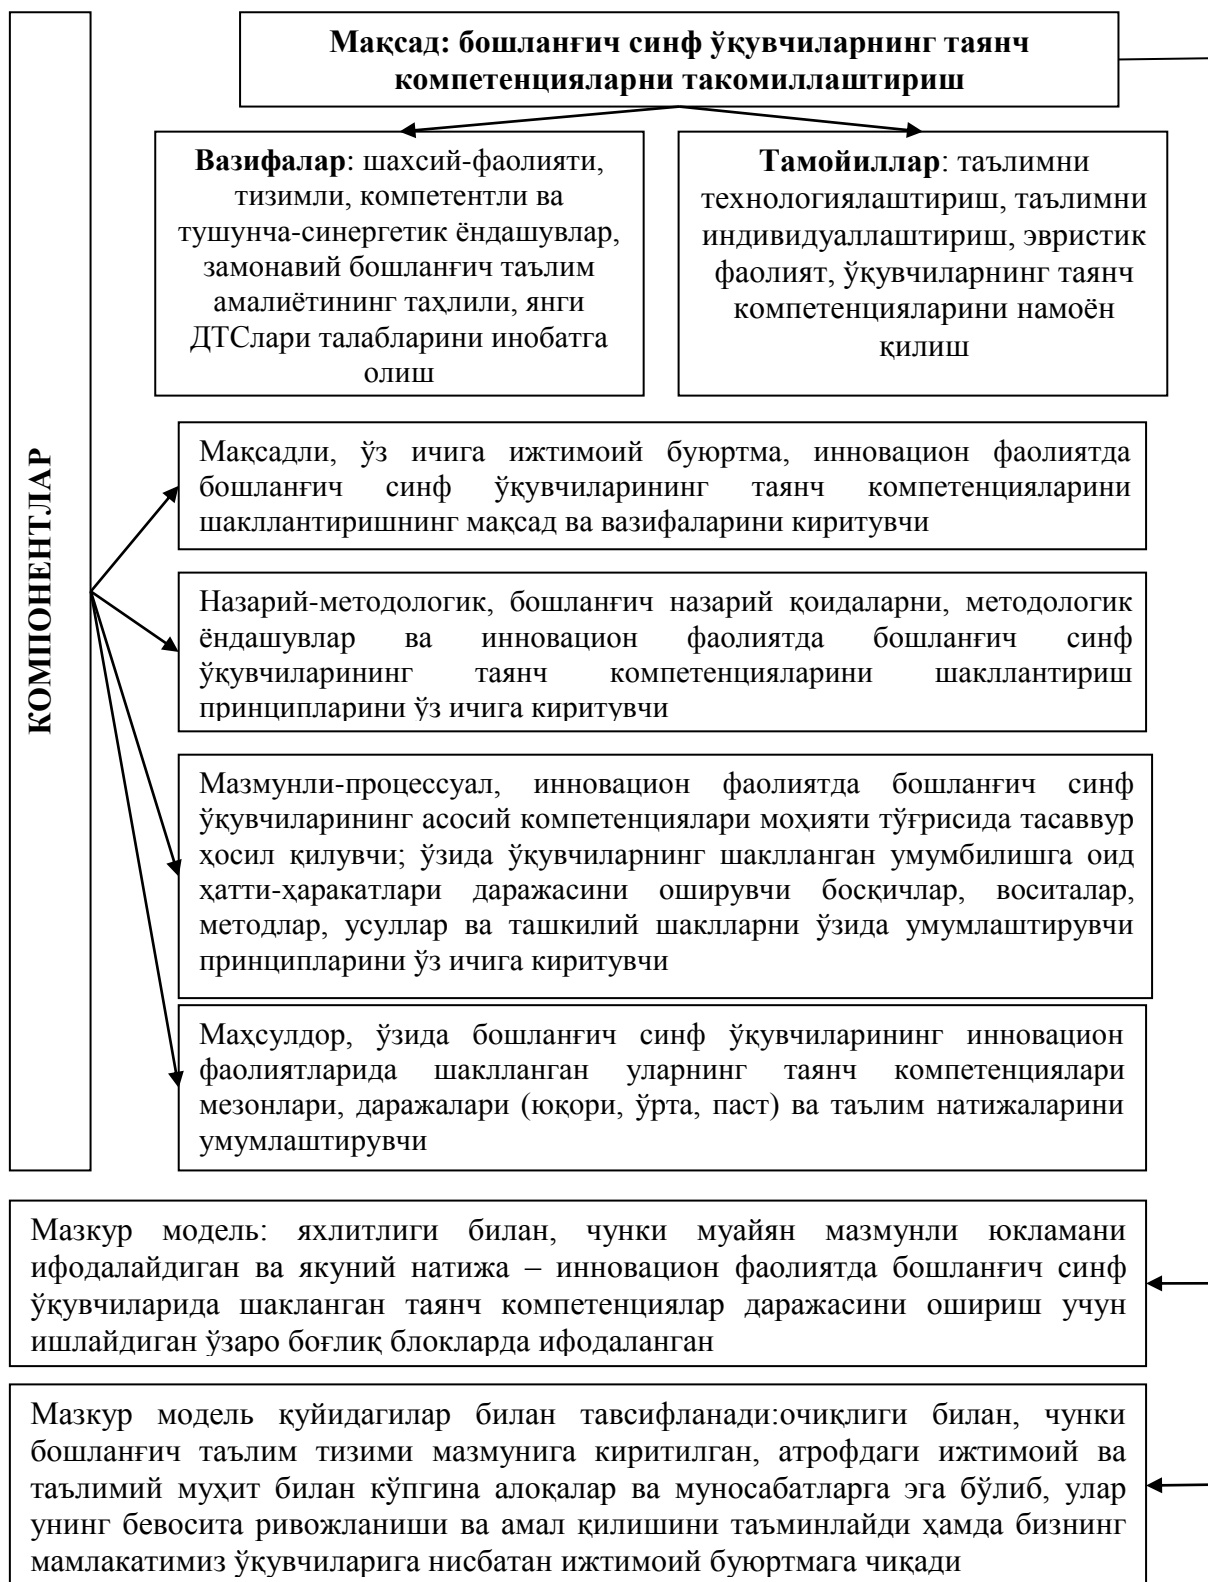 Мақсад: бошланғич синф ўқувчиларнинг таянч
компетенцияларни такомиллаштириш
Вазифалар: шахсий-фаолияти,
тизимли, компетентли ва
тушунча-синергетик ёндашувлар,
замонавий бошланғич таълим
амалиётининг таҳлили, янги
ДТСлари талабларини инобатга
олиш
Тамойиллар: таълимни
технологиялаштириш, таълимни
индивидуаллаштириш, эвристик
фаолият, ўқувчиларнинг таянч
компетенцияларини намоён
қилиш
КОМПОНЕНТЛАР
Мақсадли, ўз ичига ижтимоий буюртма, инновацион фаолиятда
бошланғич синф ўқувчиларининг таянч компетенцияларини
шакллантиришнинг мақсад ва вазифаларини киритувчи
Назарий-методологик, бошланғич назарий қоидаларни, методологик
ёндашувлар ва инновацион фаолиятда бошланғич синф
ўқувчиларининг таянч компетенцияларини шакллантириш
принципларини ўз ичига киритувчи
Мазмунли-процессуал, инновацион фаолиятда бошланғич синф
ўқувчиларининг асосий компетенциялари моҳияти тўғрисида тасаввур
ҳосил қилувчи; ўзида ўқувчиларнинг шаклланган умумбилишга оид
ҳатти-ҳаракатлари даражасини оширувчи босқичлар, воситалар,
методлар, усуллар ва ташкилий шаклларни ўзида умумлаштирувчи
принципларини ўз ичига киритувчи
Маҳсулдор, ўзида бошланғич синф ўқувчиларининг инновацион
фаолиятларида шаклланган уларнинг таянч компетенциялари
мезонлари, даражалари (юқори, ўрта, паст) ва таълим натижаларини
умумлаштирувчи
Мазкур модель: яхлитлиги билан, чунки муайян мазмунли юкламани
ифодалайдиган ва якуний натижа – инновацион фаолиятда бошланғич синф
ўқувчиларида шакланган таянч компетенциялар даражасини ошириш учун
ишлайдиган ўзаро боғлиқ блокларда ифодаланган
Мазкур модель қуйидагилар билан тавсифланади:очиқлиги билан, чунки
бошланғич таълим тизими мазмунига киритилган, атрофдаги ижтимоий ва
таълимий муҳит билан кўпгина алоқалар ва муносабатларга эга бўлиб, улар
унинг бевосита ривожланиши ва амал қилишини таъминлайди ҳамда бизнинг
мамлакатимиз ўқувчиларига нисбатан ижтимоий буюртмага чиқади